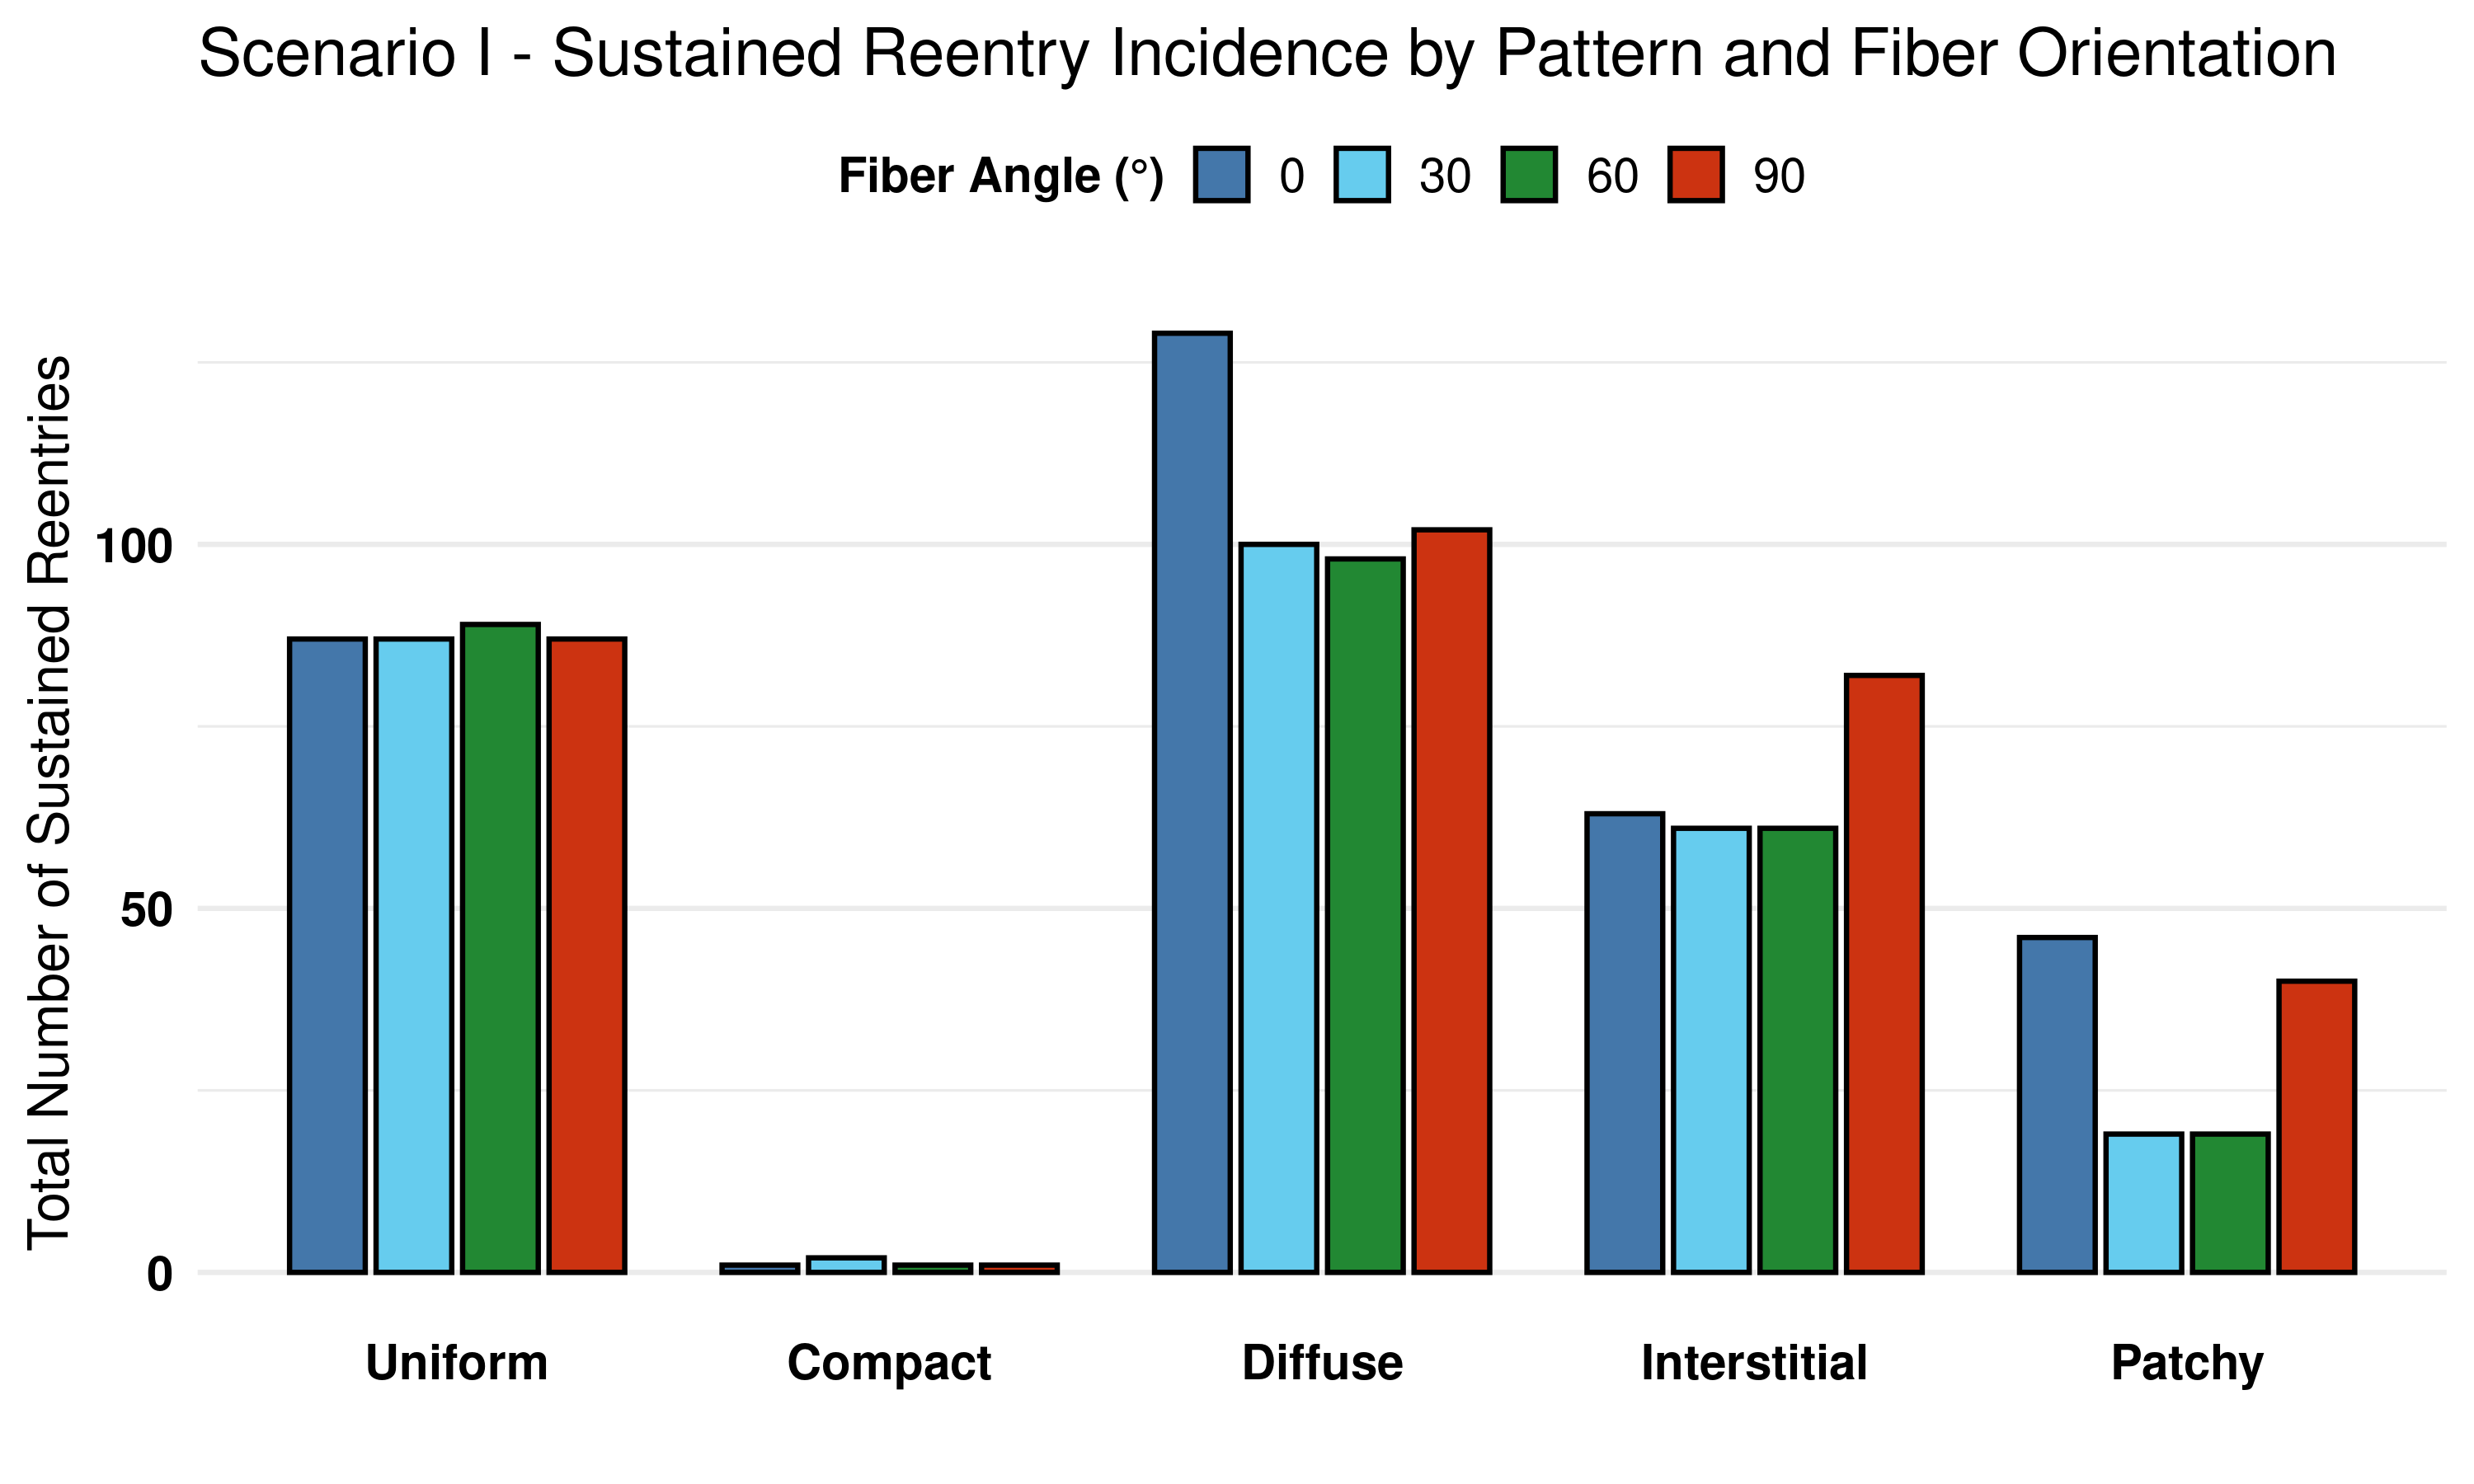 Scenario I - Sustained Reentry Incidence by Pattern and Fiber Orientation
Fiber Angle (°) 0 30 60 90
Total Number of Sustained Reentries
100
50
0
Uniform Compact Diffuse Interstitial Patchy